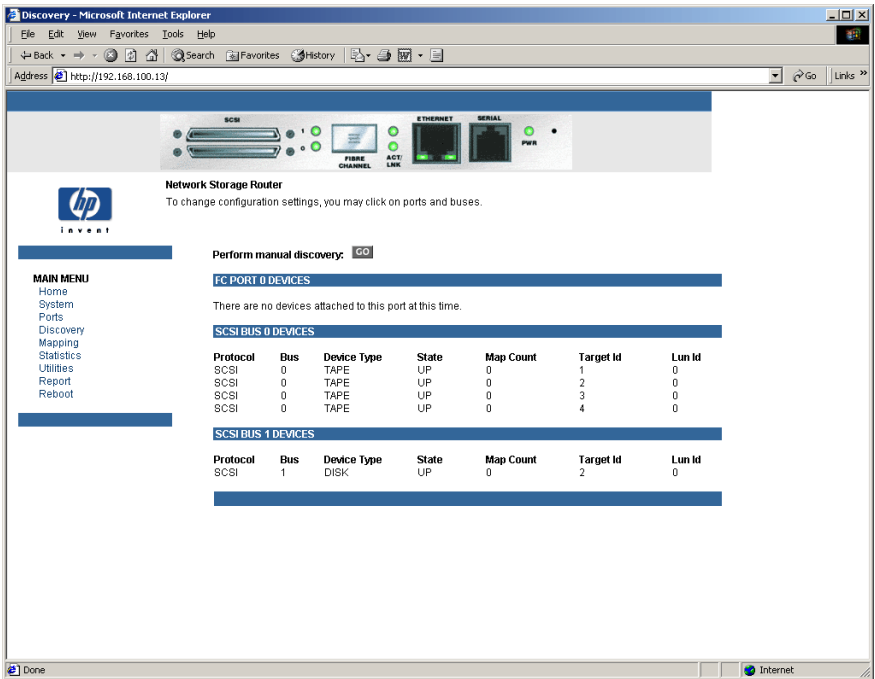 Discovery - Microsoft Internet Explorer
File Edit View Favorites Tools Help
Back Search Favorites History
Address http://192.168.100.13/ Go Links »
SCSI
1
0
FIBRE CHANNEL
ACT/ LNK
ETHERNET
SERIAL
PWR
hp
invent
Network Storage Router
To change configuration settings, you may click on ports and buses.
Perform manual discovery: GO
MAIN MENU
Home
System
Ports
Discovery
Mapping
Statistics
Utilities
Report
Reboot
FC PORT 0 DEVICES
There are no devices attached to this port at this time.
SCSI BUS 0 DEVICES
Protocol Bus Device Type State Map Count Target Id Lun Id
SCSI 0 TAPE UP 0 1 0
SCSI 0 TAPE UP 0 2 0
SCSI 0 TAPE UP 0 3 0
SCSI 0 TAPE UP 0 4 0
SCSI BUS 1 DEVICES
Protocol Bus Device Type State Map Count Target Id Lun Id
SCSI 1 DISK UP 0 2 0
Done
Internet